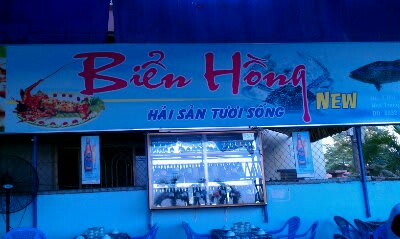 Biển Hồng
HẢI SẢN TƯƠI SỐNG
NEW